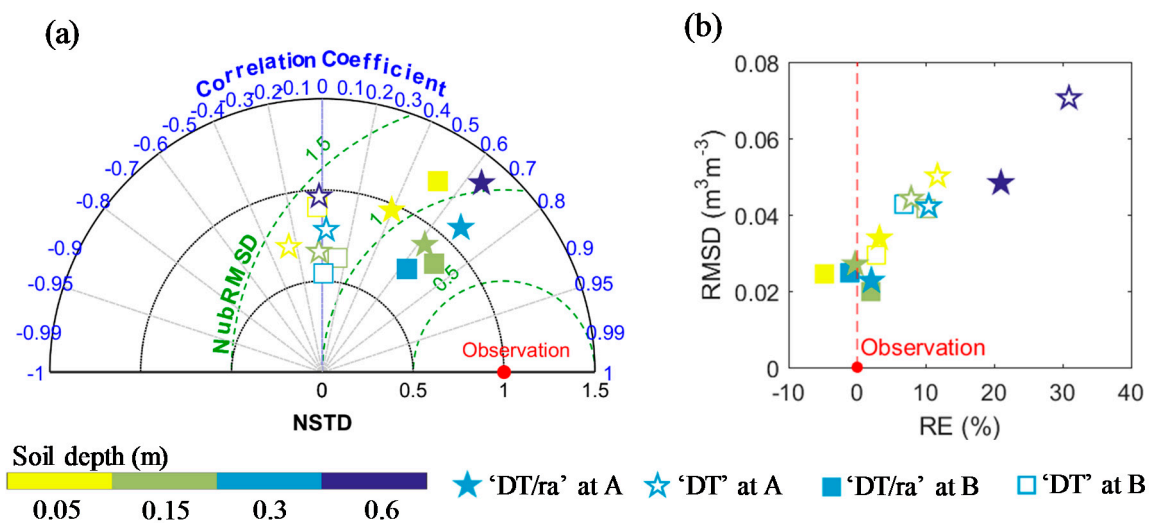 (a)
Correlation Coefficient
-1 -0.99 -0.95 -0.9 -0.8 -0.7 -0.6 -0.5 -0.4 -0.3 -0.2 -0.1 0 0.1 0.2 0.3 0.4 0.5 0.6 0.7 0.8 0.9 0.95 0.99 1
NubRMSD
1.5
1
0.5
Observation
0 0.5 1 1.5
NSTD
(b)
0.08
0.06
0.04
0.02
0
RMSD (m³m⁻³)
Observation
-10 0 10 20 30 40
RE (%)
Soil depth (m)
0.05 0.15 0.3 0.6
'DT/ra' at A 'DT' at A 'DT/ra' at B 'DT' at B